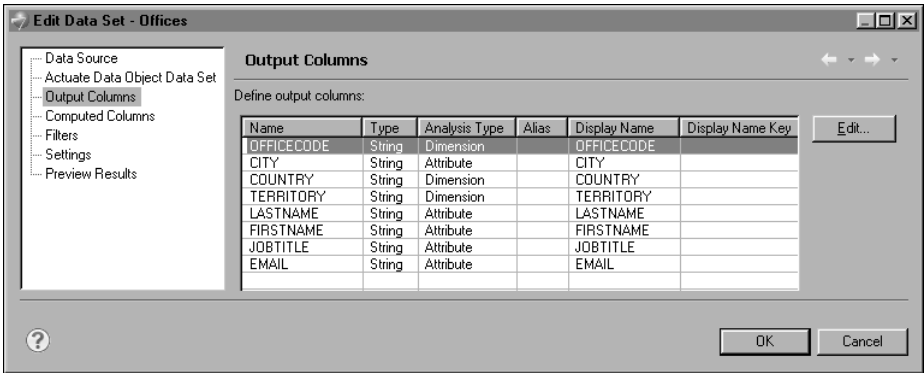 Edit Data Set - Offices
Data Source
Actuate Data Object Data Set
Output Columns
Computed Columns
Filters
Settings
Preview Results
Output Columns
Define output columns:
Name Type Analysis Type Alias Display Name Display Name Key
OFFICECODE String Dimension OFFICECODE
CITY String Attribute CITY
COUNTRY String Dimension COUNTRY
TERRITORY String Dimension TERRITORY
LASTNAME String Attribute LASTNAME
FIRSTNAME String Attribute FIRSTNAME
JOBTITLE String Attribute JOBTITLE
EMAIL String Attribute EMAIL
Edit...
?
OK Cancel